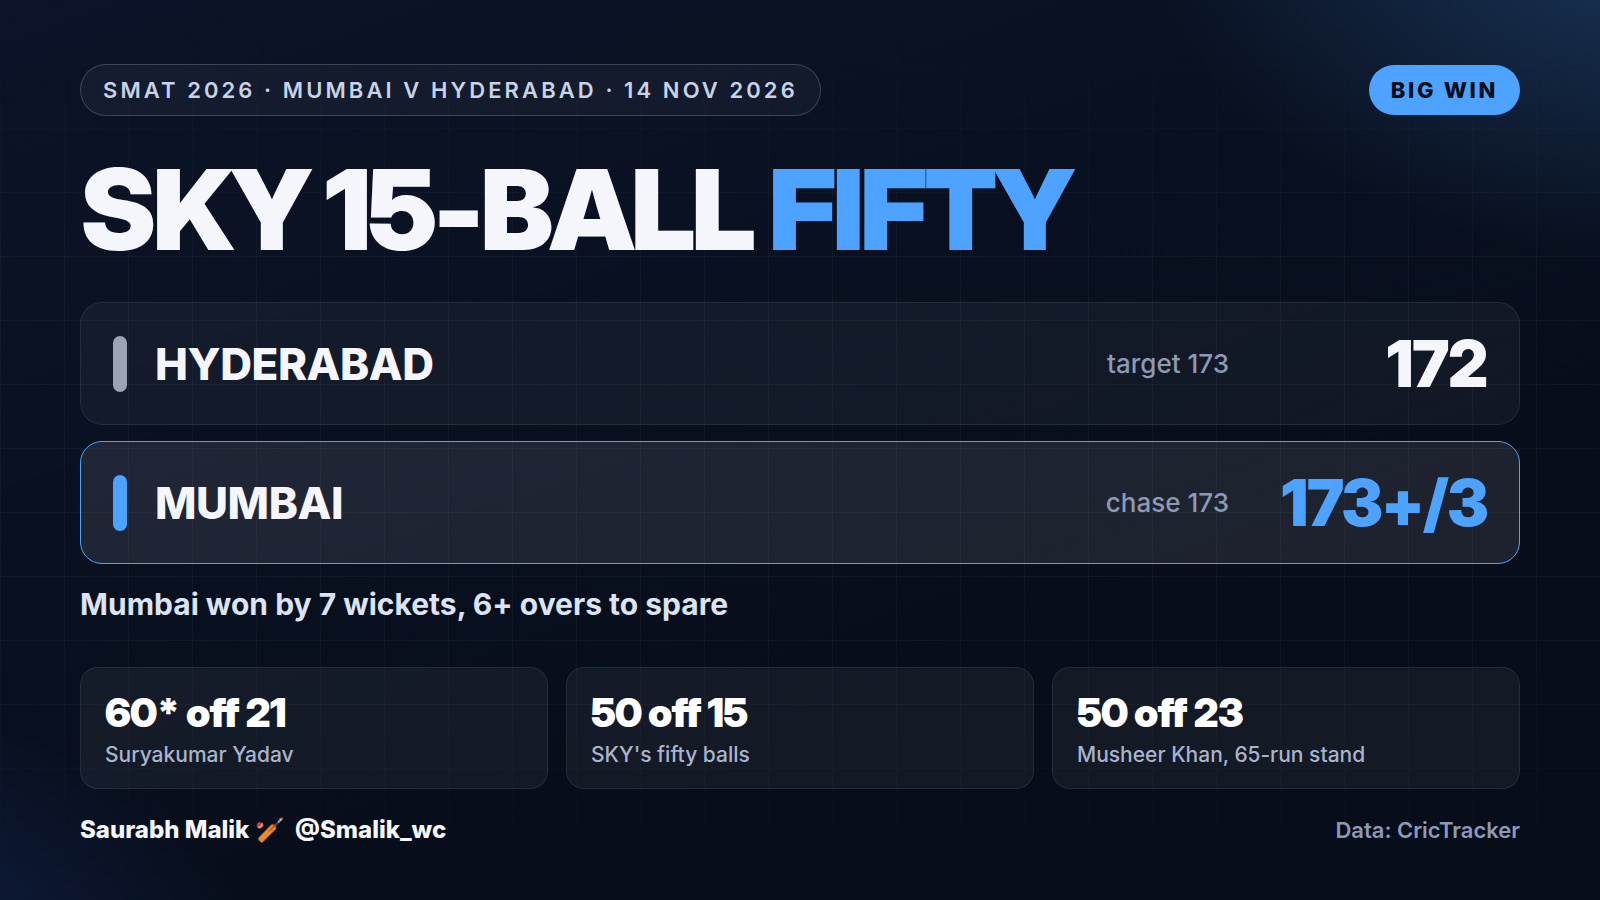 SMAT 2026 · MUMBAI V HYDERABAD · 14 NOV 2026
BIG WIN
SKY 15-BALL FIFTY
HYDERABAD target 173 172
MUMBAI chase 173 173+/3
Mumbai won by 7 wickets, 6+ overs to spare
60* off 21
Suryakumar Yadav
50 off 15
SKY's fifty balls
50 off 23
Musheer Khan, 65-run stand
Saurabh Malik 🏏 @Smalik_wc
Data: CricTracker